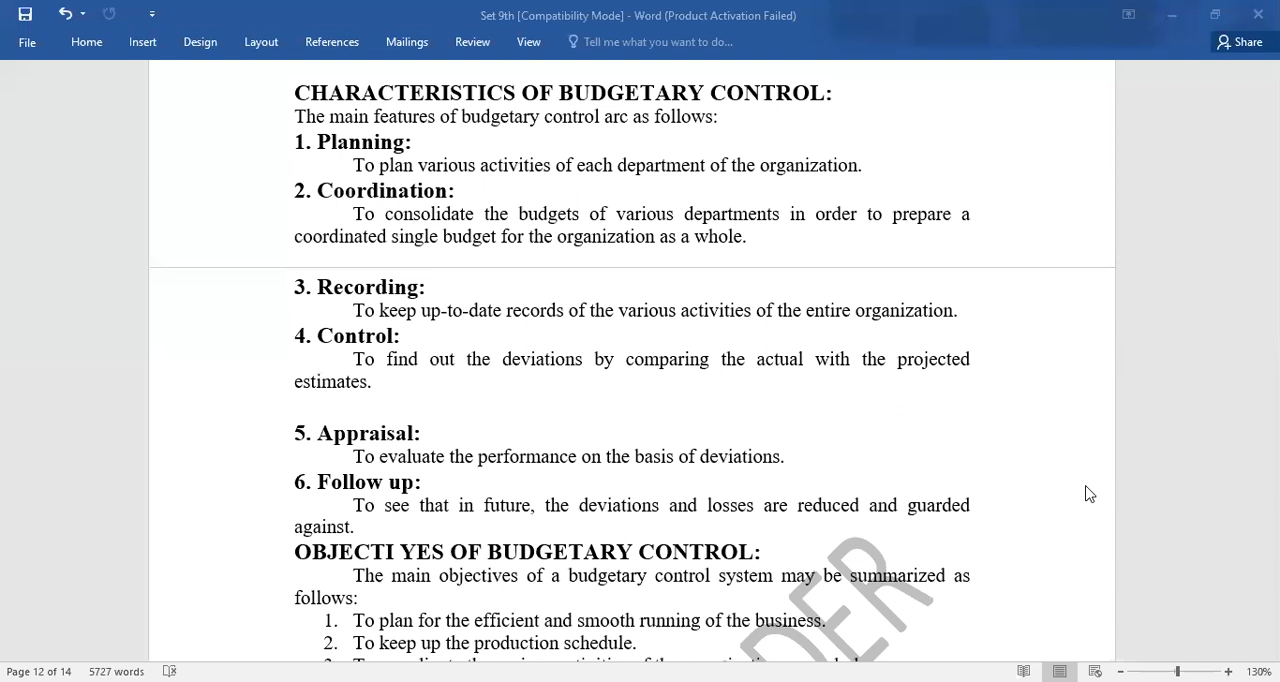 Set 9th [Compatibility Mode] - Word (Product Activation Failed)
File Home Insert Design Layout References Mailings Review View Tell me what you want to do... Share
CHARACTERISTICS OF BUDGETARY CONTROL:
The main features of budgetary control arc as follows:
1. Planning:
To plan various activities of each department of the organization.
2. Coordination:
To consolidate the budgets of various departments in order to prepare a
coordinated single budget for the organization as a whole.
3. Recording:
To keep up-to-date records of the various activities of the entire organization.
4. Control:
To find out the deviations by comparing the actual with the projected
estimates.
5. Appraisal:
To evaluate the performance on the basis of deviations.
6. Follow up:
To see that in future, the deviations and losses are reduced and guarded
against.
OBJECTI YES OF BUDGETARY CONTROL:
The main objectives of a budgetary control system may be summarized as
follows:
1. To plan for the efficient and smooth running of the business.
2. To keep up the production schedule.
DER
Page 12 of 14 5727 words 130%